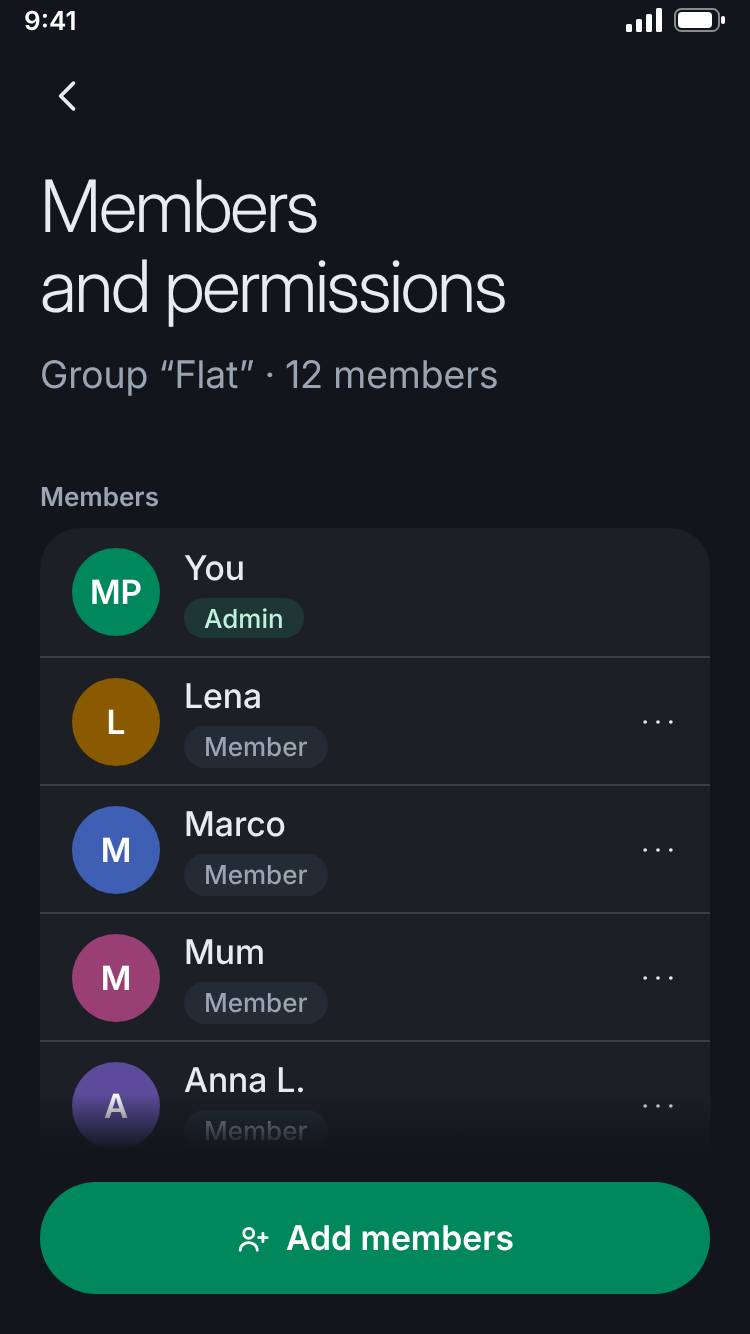 9:41
Members
and permissions
Group “Flat” · 12 members
Members
MP
You
Admin
L
Lena
Member
M
Marco
Member
M
Mum
Member
A
Anna L.
Member
Add members